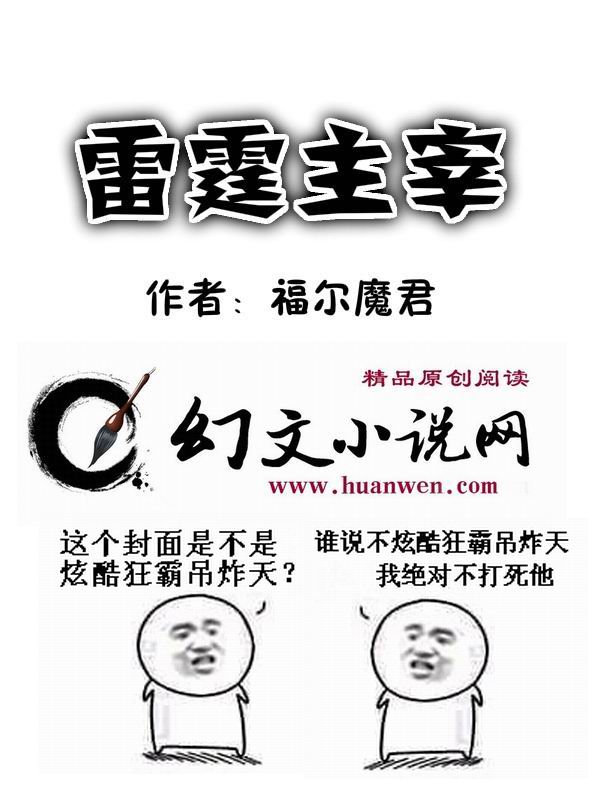 雷霆主宰
作者：福尔魔君
精品原创阅读
幻文小说网
www.huanwen.com
这个封面是不是
炫酷狂霸吊炸天？
谁说不炫酷狂霸吊炸天
我绝对不打死他